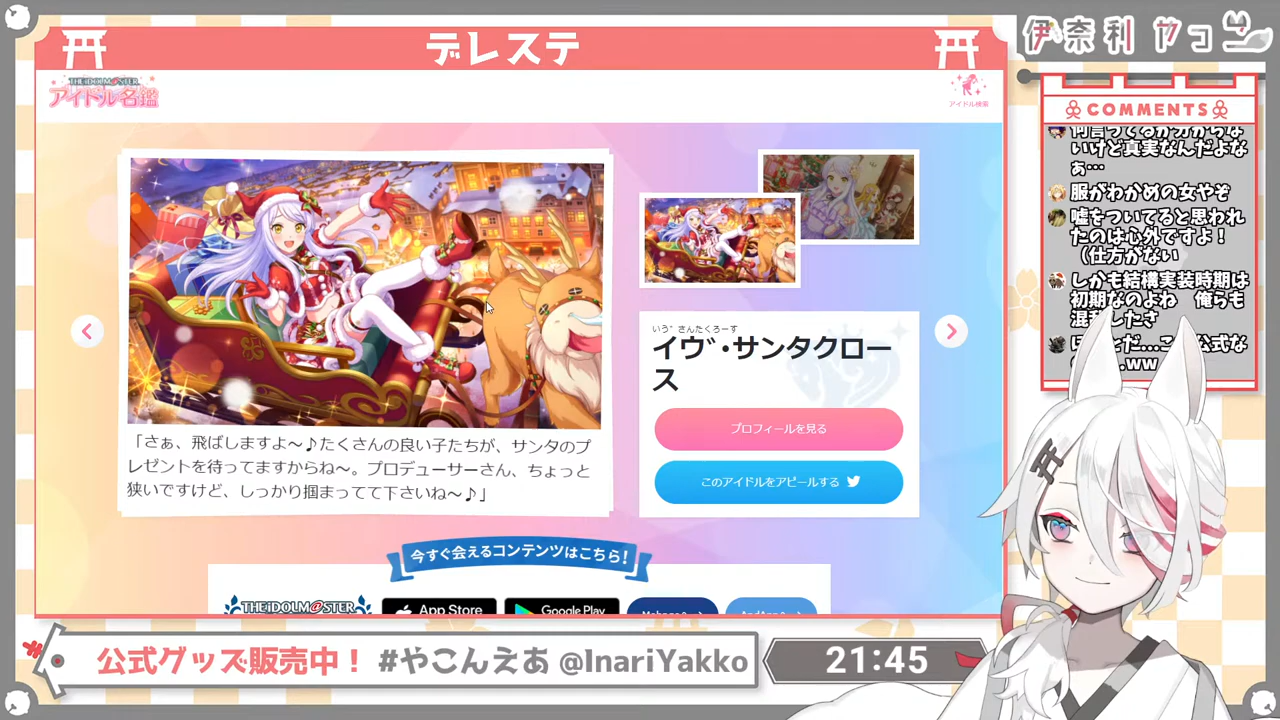 デレステ
伊奈利 ヤコ
THE IDOLM@STER
アイドル名鑑
アイドル検索
COMMENTS
何言ってるか分からな
いけど真実なんだよな
ぁ…
服がわかめの女やぞ
嘘をついてると思われ
たのは心外ですよ！
（仕方がない
しかも結構実装時期は
初期なのよね 俺らも
いう゛さんたくろーす
イヴ・サンタクロー
ス
プロフィールを見る
このアイドルをアピールする
「さぁ、飛ばしますよ～♪たくさんの良い子たちが、サンタのプ
レゼントを待ってますからね～。プロデューサーさん、ちょっと
狭いですけど、しっかり掴まってて下さいね～♪」
今すぐ会えるコンテンツはこちら!
THE IDOLM@STER
App Store
Google Play
公式グッズ販売中！ #やこんえあ @InariYakko
21:45